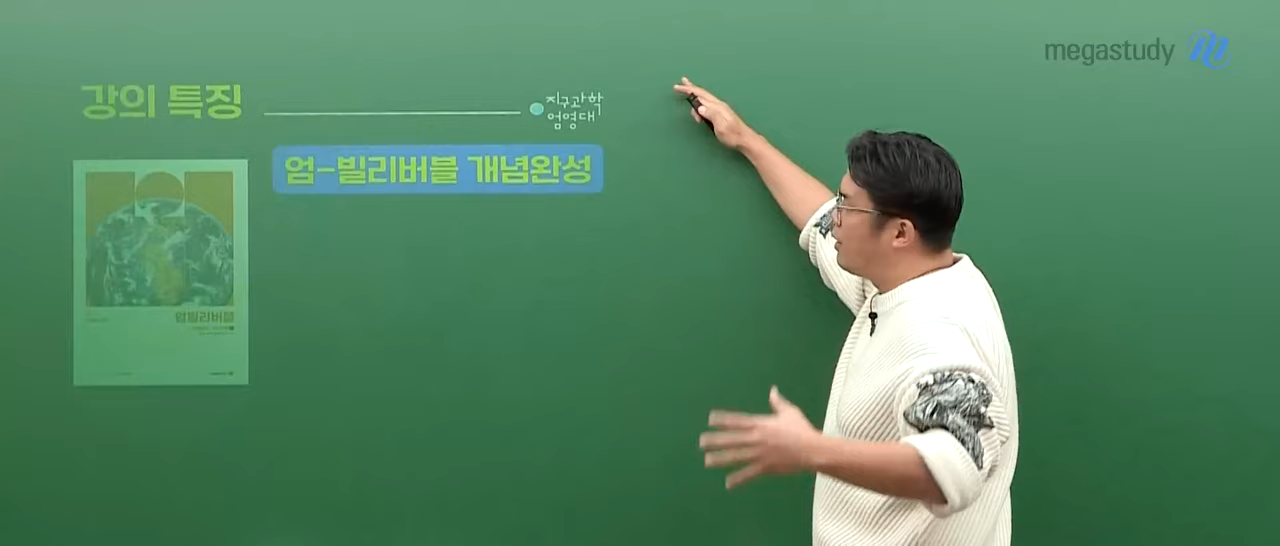 megastudy
강의 특징
지구과학
엄영대
엄-빌리버블 개념완성
엄빌리버블